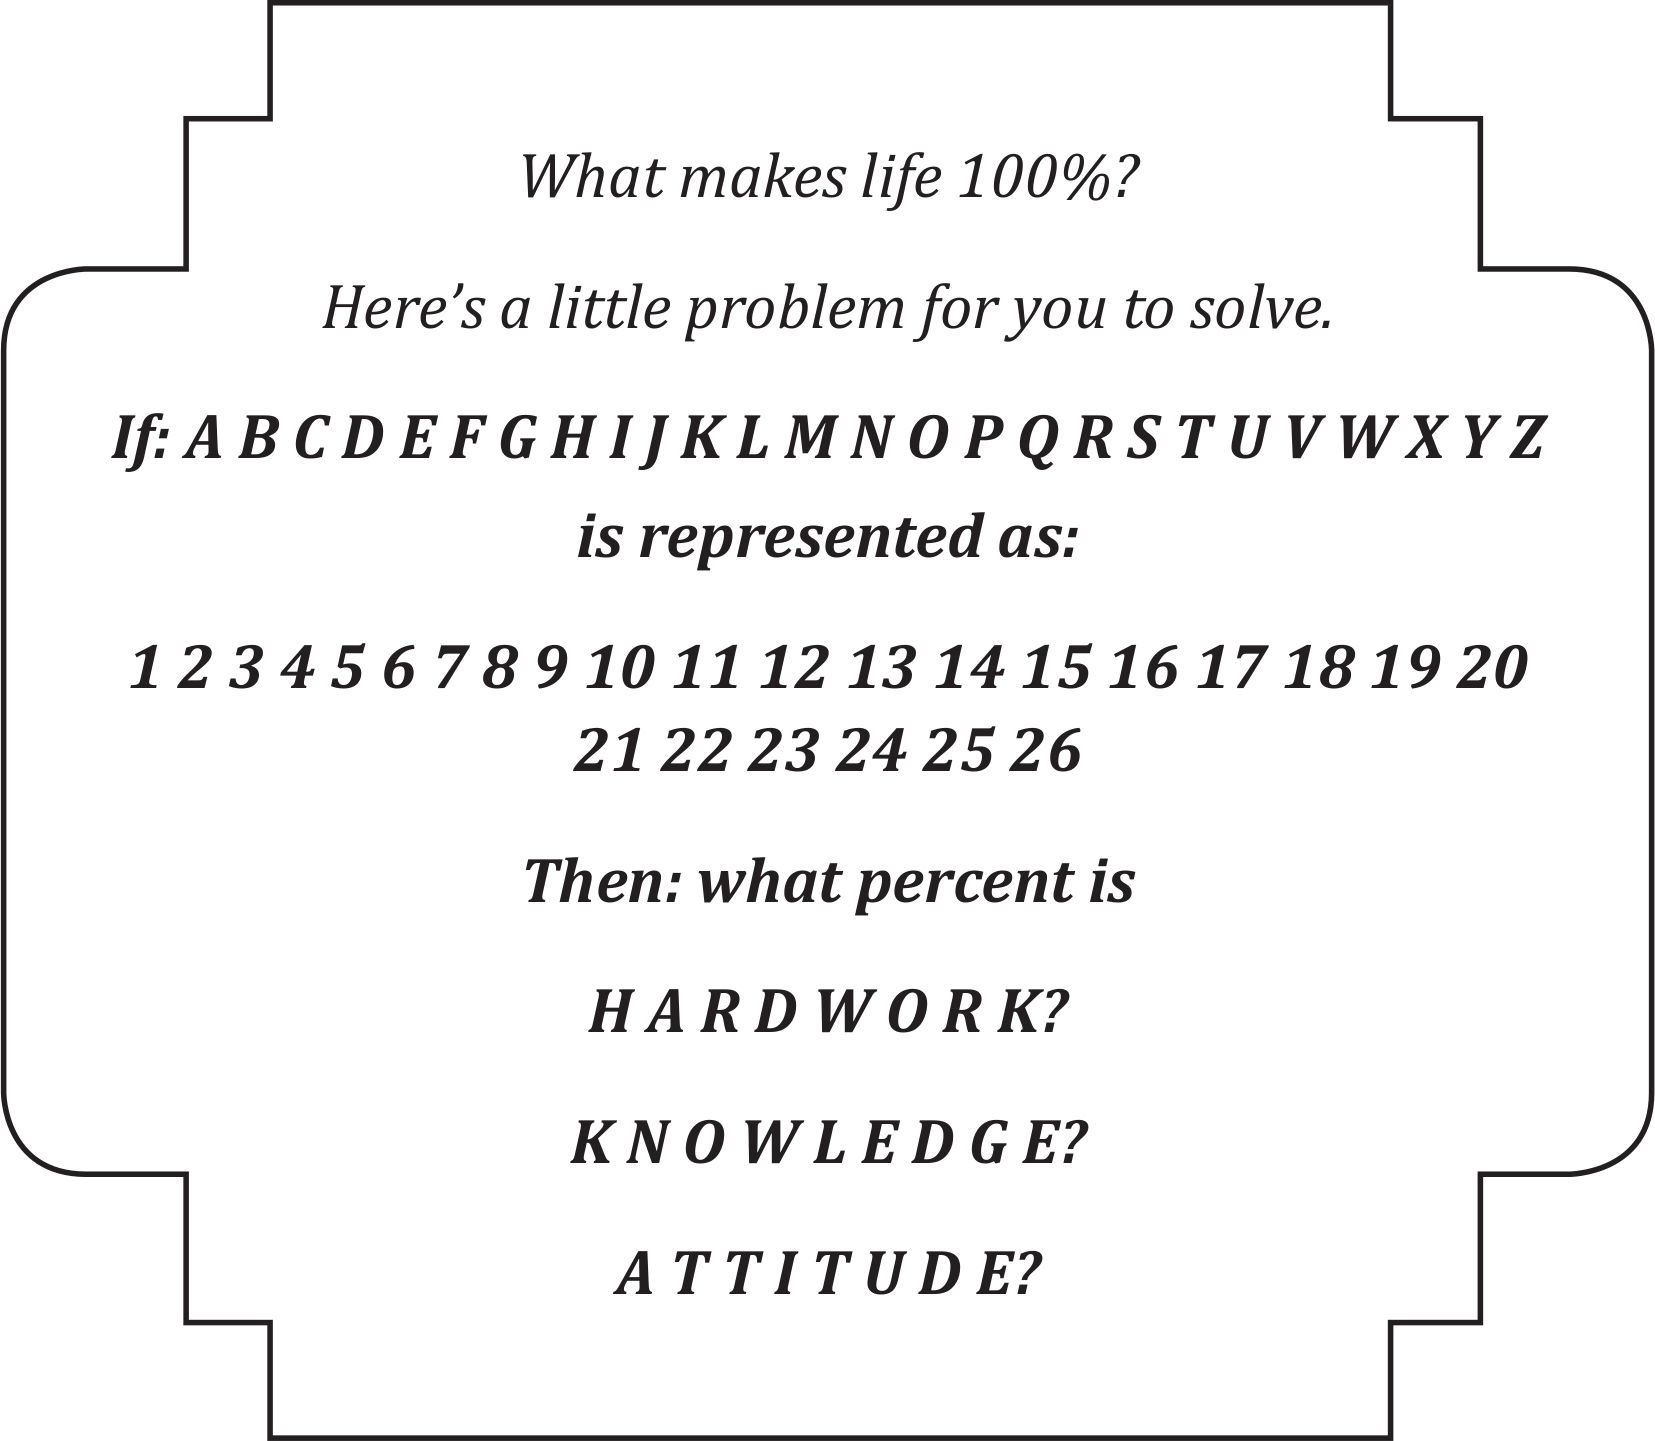 What makes life 100%?
Here’s a little problem for you to solve.
If: A B C D E F G H I J K L M N O P Q R S T U V W X Y Z
is represented as:
1 2 3 4 5 6 7 8 9 10 11 12 13 14 15 16 17 18 19 20
21 22 23 24 25 26
Then: what percent is
H A R D W O R K?
K N O W L E D G E?
A T T I T U D E?